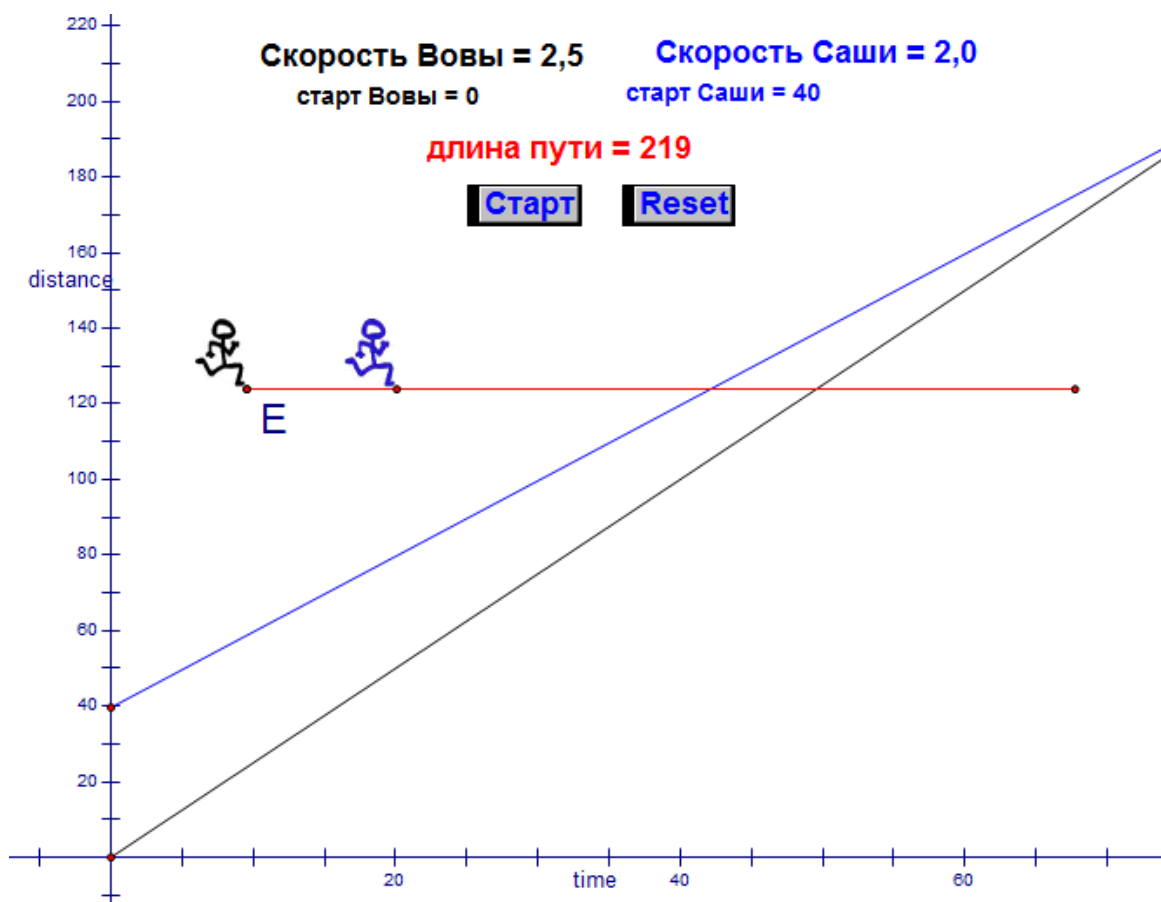 220
Скорость Вовы = 2,5
Скорость Саши = 2,0
старт Вовы = 0
старт Саши = 40
200
длина пути = 219
180
Старт
Reset
160
distance
140
120
E
100
80
60
40
20
20
time
40
60